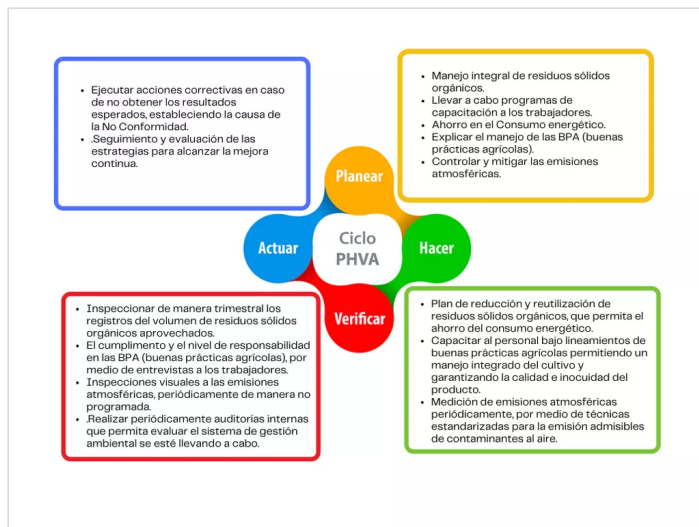 Ejecutar acciones correctivas en caso
de no obtener los resultados
esperados, estableciendo la causa de
la No Conformidad.
.Seguimiento y evaluación de las
estrategias para alcanzar la mejora
continua.
Manejo integral de residuos sólidos
orgánicos.
Llevar a cabo programas de
capacitación a los trabajadores.
Ahorro en el Consumo energético.
Explicar el manejo de las BPA (buenas
prácticas agrícolas).
Controlar y mitigar las emisiones
atmosféricas.
Planear
Actuar
Ciclo
PHVA
Hacer
Verificar
Inspeccionar de manera trimestral los
registros del volumen de residuos sólidos
orgánicos aprovechados.
El cumplimento y el nivel de responsabilidad
en las BPA (buenas prácticas agrícolas), por
medio de entrevistas a los trabajadores.
Inspecciones visuales a las emisiones
atmosféricas, periódicamente de manera no
programada.
.Realizar periódicamente auditorías internas
que permita evaluar el sistema de gestión
ambiental se esté llevando a cabo.
Plan de reducción y reutilización de
residuos sólidos orgánicos, que permita el
ahorro del consumo energético.
Capacitar al personal bajo lineamientos de
buenas prácticas agrícolas permitiendo un
manejo integrado del cultivo y
garantizando la calidad e inocuidad del
producto.
Medición de emisiones atmosféricas
periódicamente, por medio de técnicas
estandarizadas para la emisión admisibles
de contaminantes al aire.